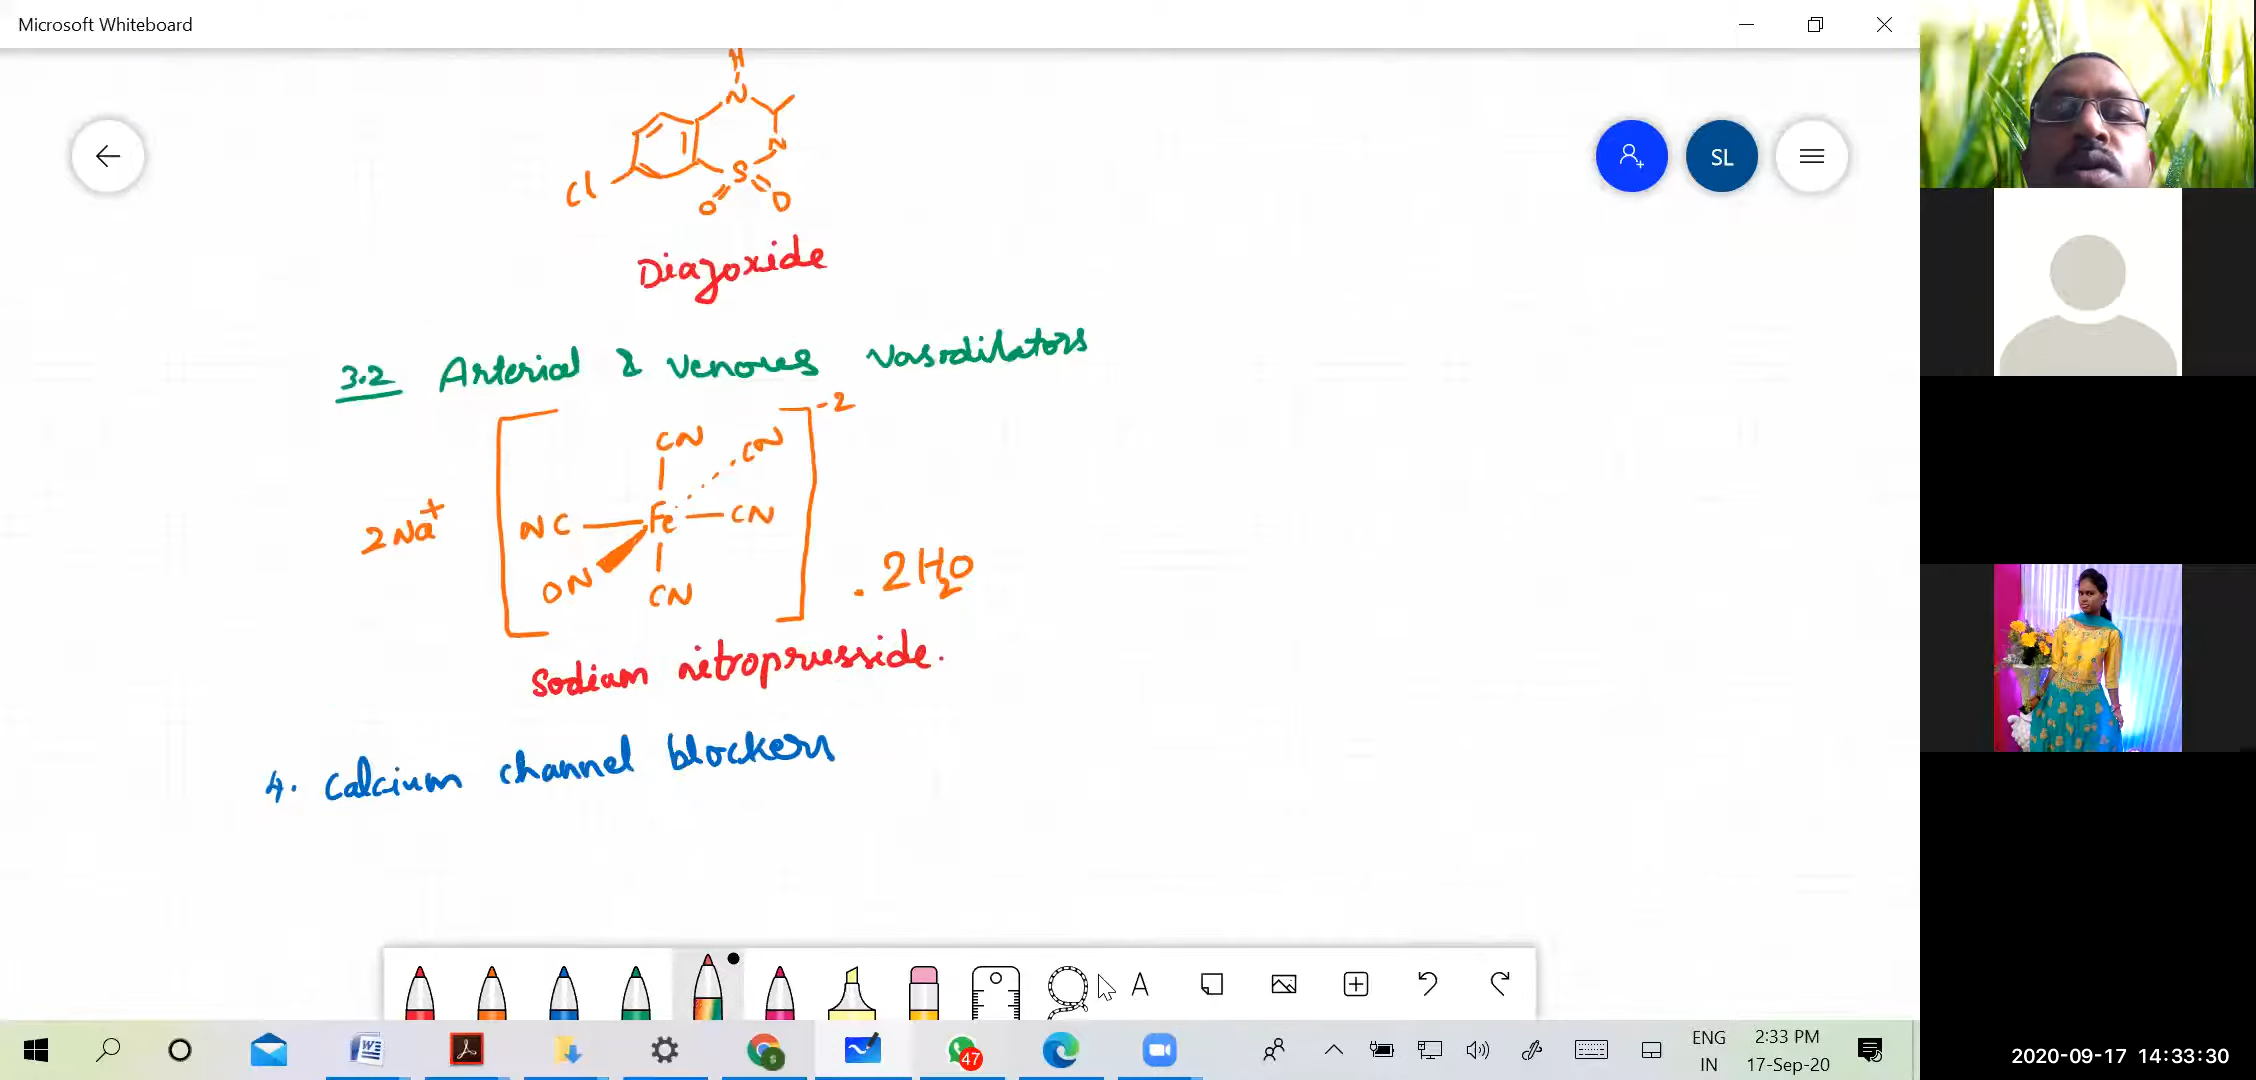 Microsoft Whiteboard
H
N
N
Cl
S
O O
SL
Diazoxide
3.2 Arterial & Venous Vasodilators
-2
CN CN
2Na+ NC Fe CN
ON CN
. 2H2O
Sodium nitroprusside.
4. Calcium channel blockers
A
W
S
47
ENG
IN
2:33 PM
17-Sep-20
2020-09-17 14:33:30